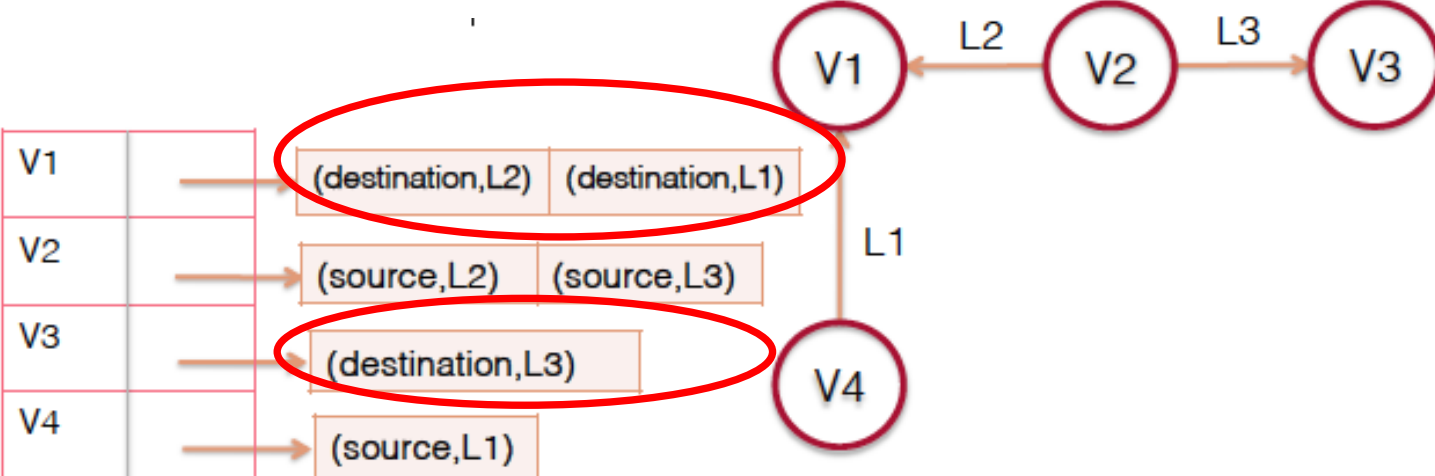 L2 L3
V1 V2 V3
V1 (destination,L2) (destination,L1)
L1
V2 (source,L2) (source,L3)
V3 (destination,L3)
V4
V4 (source,L1)